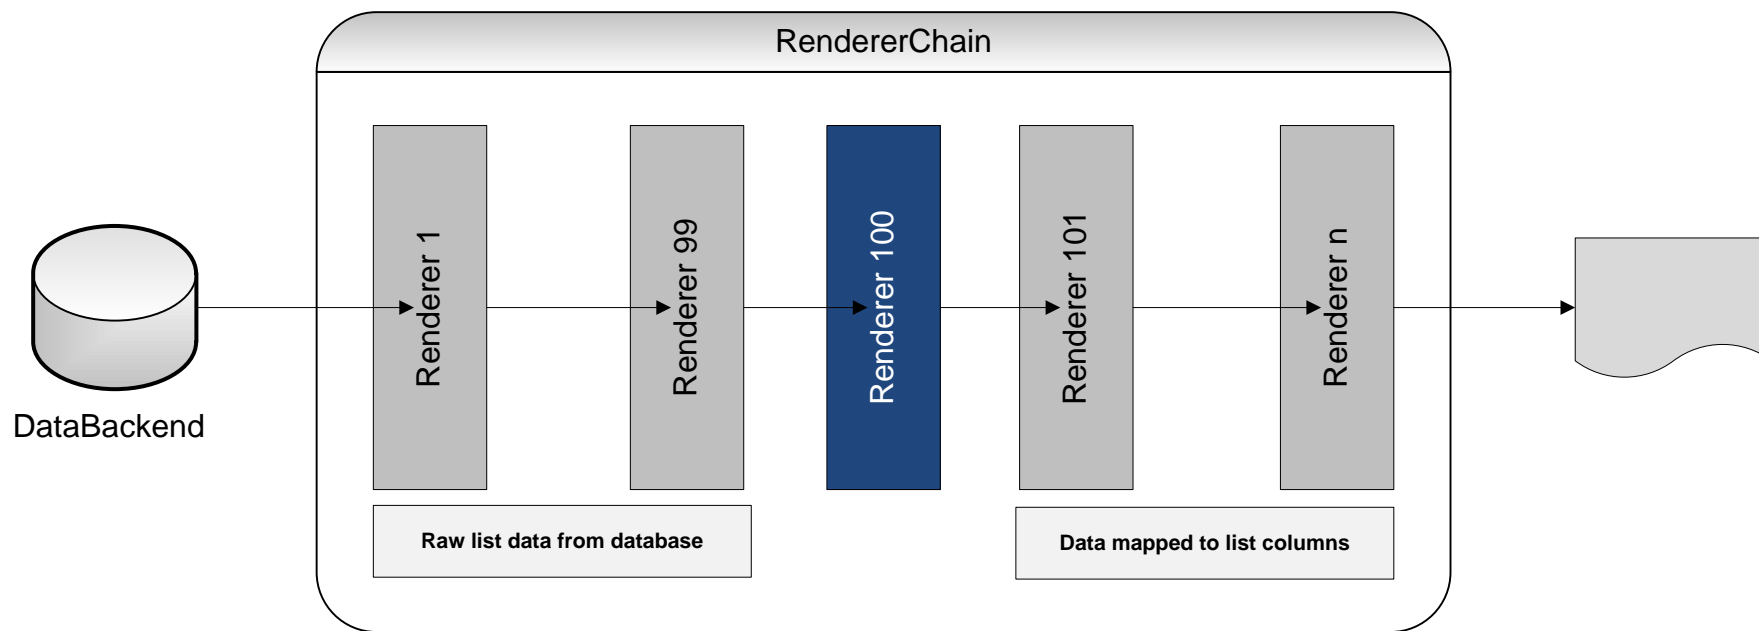 RendererChain
Renderer 1
Renderer 99
Renderer 100
Renderer 101
Renderer n
DataBackend
Raw list data from database
Data mapped to list columns